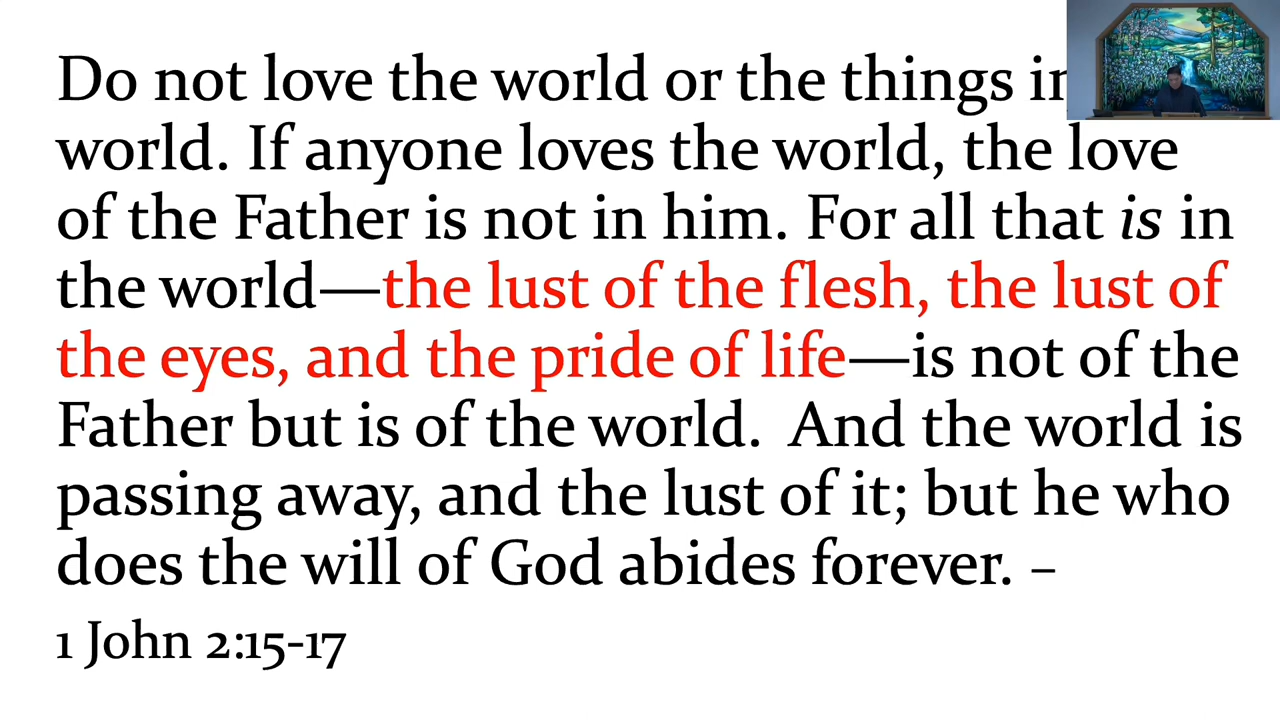 Do not love the world or the things in
world. If anyone loves the world, the love
of the Father is not in him. For all that is in
the world—the lust of the flesh, the lust of
the eyes, and the pride of life—is not of the
Father but is of the world.  And the world is
passing away, and the lust of it; but he who
does the will of God abides forever. –
1 John 2:15-17